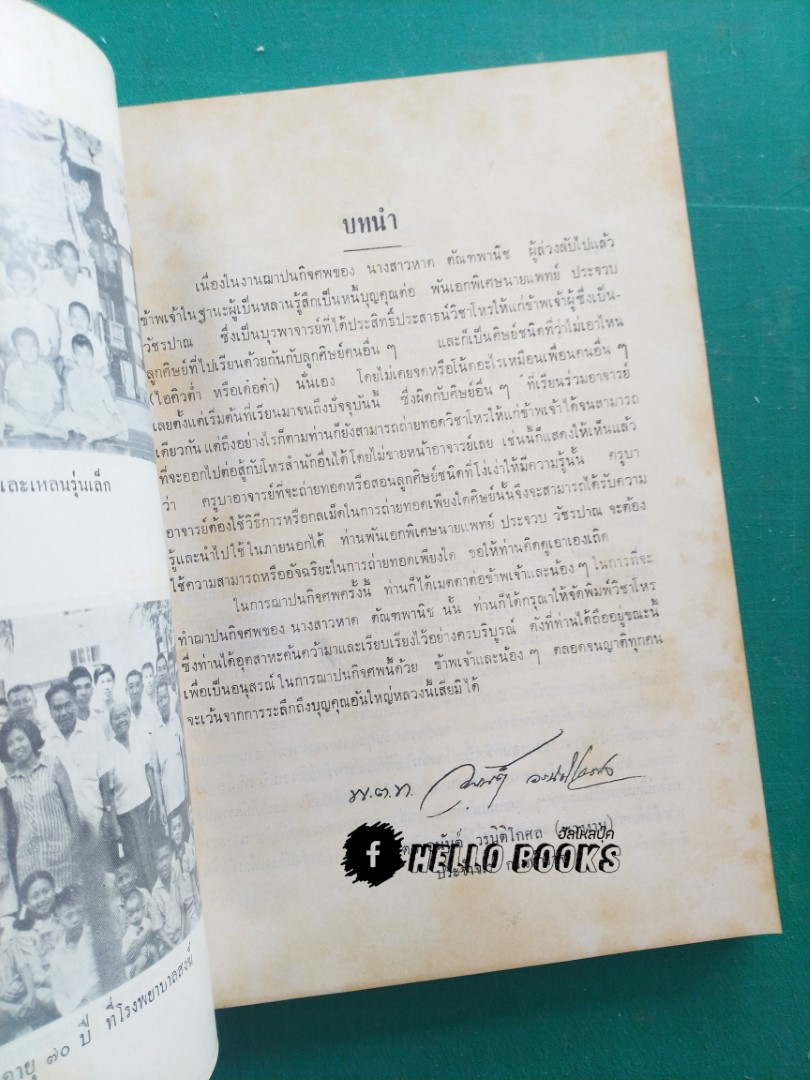 และเหลนรุ่นเล็ก
อายุ ๗๐ ปี ที่โรงพยาบาลสงฆ์
บทนำ
เนื่องในงานฌาปนกิจศพของ นางสาวหาด ตัณฑพานิช ผู้ล่วงลับไปแล้ว
ข้าพเจ้าในฐานะผู้เป็นหลานรู้สึกเป็นหนี้บุญคุณต่อ พันเอกพิเศษนายแพทย์ ประจวบ
วัชรปาณ ซึ่งเป็นบุรพาจารย์ที่ได้ประสิทธิ์ประสาธน์วิชาโหรให้แก่ข้าพเจ้าผู้ซึ่งเป็น-
ลูกศิษย์ที่ไปเรียนด้วยกันกับลูกศิษย์คนอื่น ๆ และก็เป็นศิษย์ชนิดที่ว่าไม่เอาไหน
(ไอคิวต่ำ หรือเด๋อด๋า) นั่นเอง โดยไม่เคยจดหรือโน้ตอะไรเหมือนเพื่อนคนอื่น ๆ
เลยตั้งแต่เริ่มต้นที่เรียนมาจนถึงปัจจุบันนี้ ซึ่งผิดกับศิษย์อื่น ๆ ที่เรียนร่วมอาจารย์
เดียวกัน แต่ถึงอย่างไรก็ตามท่านก็ยังสามารถถ่ายทอดวิชาโหรให้แก่ข้าพเจ้าได้จนสามารถ
ที่จะออกไปต่อสู้กับโหรสำนักอื่นได้โดยไม่ขายหน้าอาจารย์เลย เช่นนี้ก็แสดงให้เห็นแล้ว
ว่า ครูบาอาจารย์ที่จะถ่ายทอดหรือสอนลูกศิษย์ชนิดที่โง่เง่าให้มีความรู้นั้น ครูบา
อาจารย์ต้องใช้วิธีการหรือกลเม็ดในการถ่ายทอดเพียงใดศิษย์นั้นจึงจะสามารถได้รับความ
รู้และนำไปใช้ในภายนอกได้ ท่านพันเอกพิเศษนายแพทย์ ประจวบ วัชรปาณ จะต้อง
ใช้ความสามารถหรืออัจฉริยะในการถ่ายทอดเพียงใด ขอให้ท่านคิดดูเอาเองเถิด
ในการฌาปนกิจศพครั้งนี้ ท่านก็ได้เมตตาต่อข้าพเจ้าและน้อง ๆ ในการที่จะ
ทำฌาปนกิจศพของ นางสาวหาด ตัณฑพานิช นั้น ท่านก็ได้กรุณาให้จัดพิมพ์วิชาโหร
ซึ่งท่านได้อุตสาหะค้นคว้ามาและเรียบเรียงไว้อย่างครบริบูรณ์ ดังที่ท่านได้ถืออยู่ขณะนี้
เพื่อเป็นอนุสรณ์ในการฌาปนกิจศพนี้ด้วย ข้าพเจ้าและน้อง ๆ ตลอดจนญาติทุกคน
จะเว้นจากการระลึกถึงบุญคุณอันใหญ่หลวงนี้เสียมิได้
พ.ต.ท.
วรนิติโกศล
ฮัลโหลบุ๊ค
f HELLO BOOKS